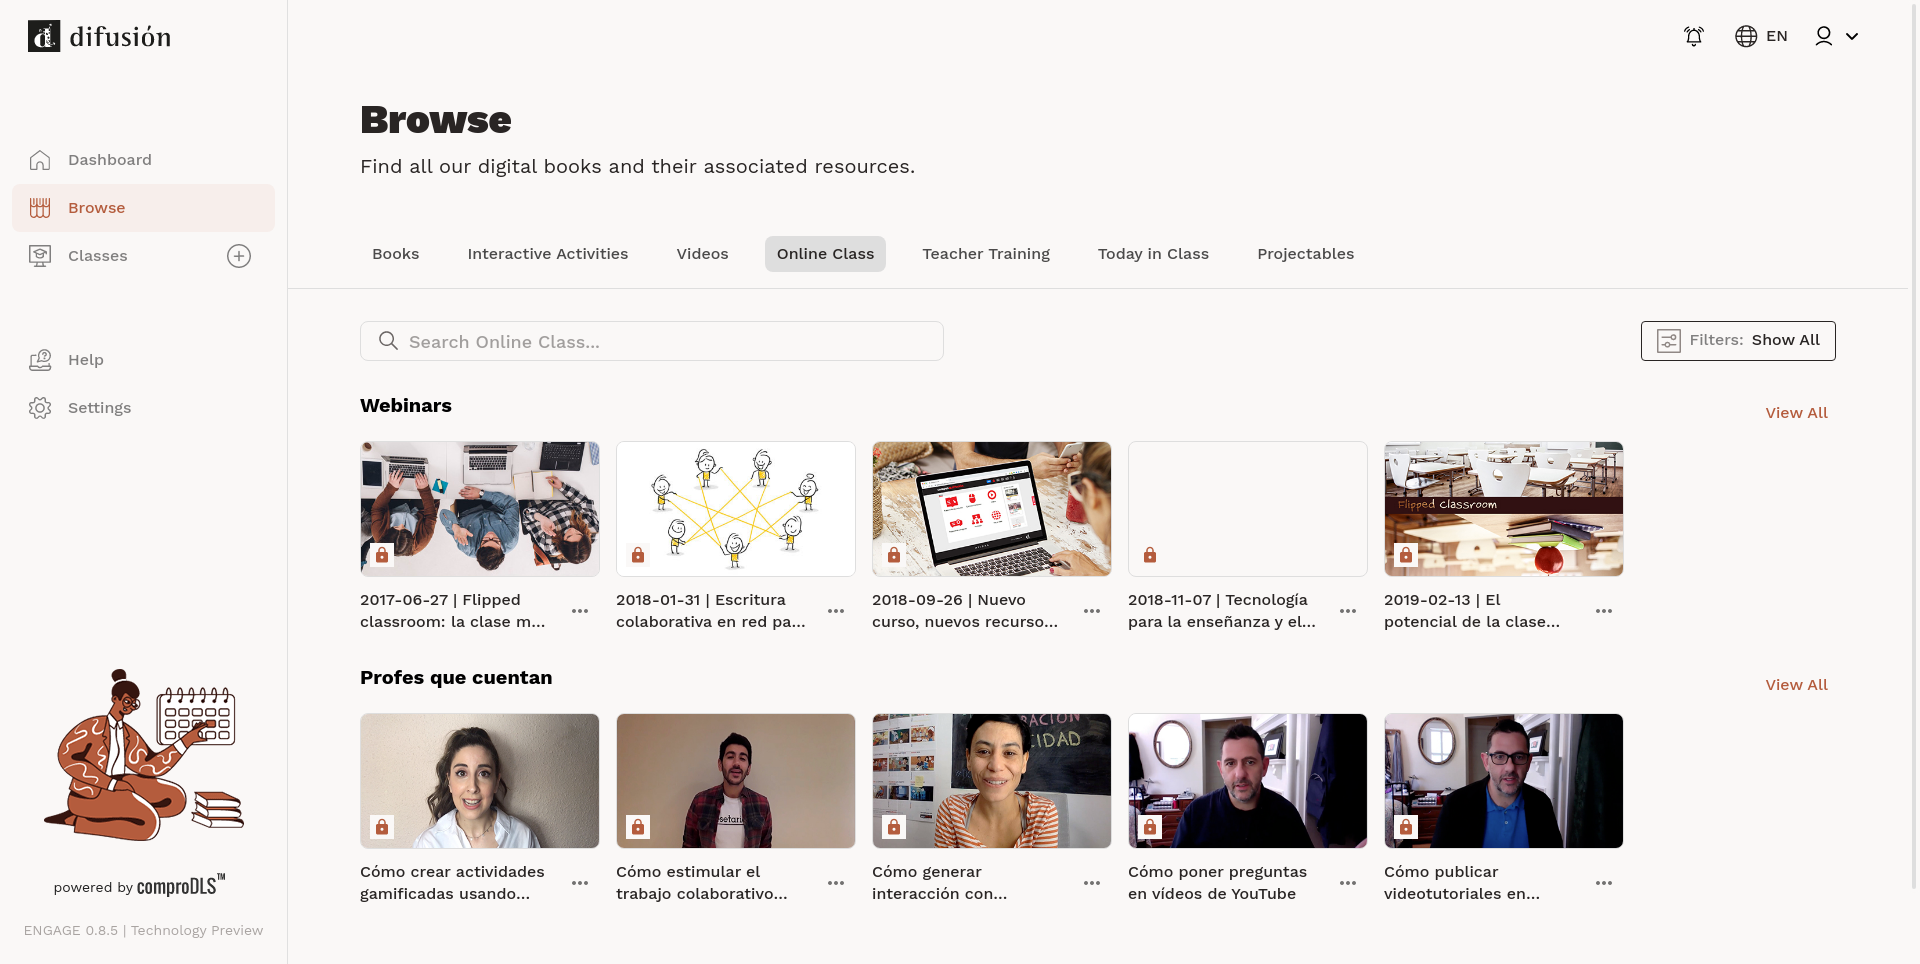 difusión
EN
Browse
Find all our digital books and their associated resources.
Dashboard
Browse
Classes
Help
Settings
Books
Interactive Activities
Videos
Online Class
Teacher Training
Today in Class
Projectables
Search Online Class...
Filters: Show All
Webinars
View All
Flipped Classroom
2017-06-27 | Flipped
classroom: la clase m...
2018-01-31 | Escritura
colaborativa en red pa...
2018-09-26 | Nuevo
curso, nuevos recurso...
2018-11-07 | Tecnología
para la enseñanza y el...
2019-02-13 | El
potencial de la clase...
Profes que cuentan
View All
Cómo crear actividades
gamificadas usando...
Cómo estimular el
trabajo colaborativo...
Cómo generar
interacción con...
Cómo poner preguntas
en vídeos de YouTube
Cómo publicar
videotutoriales en...
powered by comproDLS™
ENGAGE 0.8.5 | Technology Preview